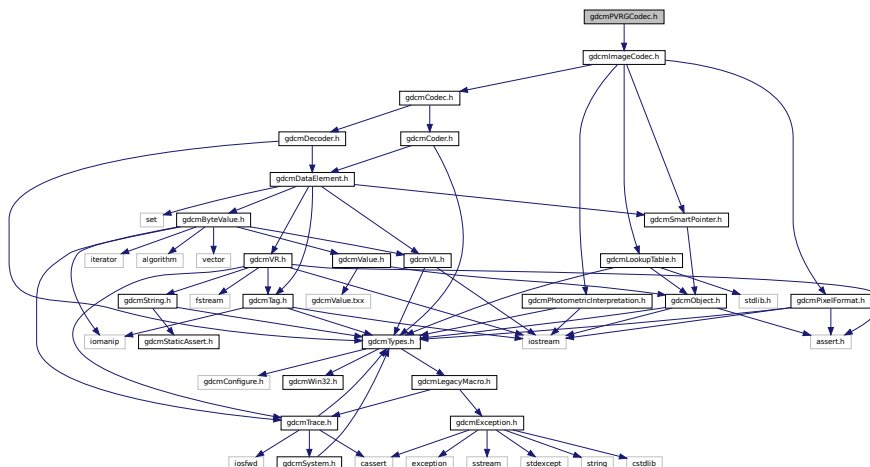 gdcmPVRGCodec.h
gdcmImageCodec.h
gdcmCodec.h
gdcmDecoder.h
gdcmCoder.h
gdcmDataElement.h
set
gdcmByteValue.h
gdcmSmartPointer.h
iterator
algorithm
vector
gdcmVR.h
gdcmValue.h
gdcmVL.h
gdcmLookupTable.h
gdcmString.h
fstream
gdcmTag.h
gdcmValue.txx
gdcmPhotometricInterpretation.h
gdcmObject.h
stdlib.h
gdcmPixelFormat.h
iomanip
gdcmStaticAssert.h
gdcmTypes.h
iostream
assert.h
gdcmConfigure.h
gdcmWin32.h
gdcmLegacyMacro.h
gdcmTrace.h
gdcmException.h
iosfwd
gdcmSystem.h
cassert
exception
sstream
stdexcept
string
cstdlib